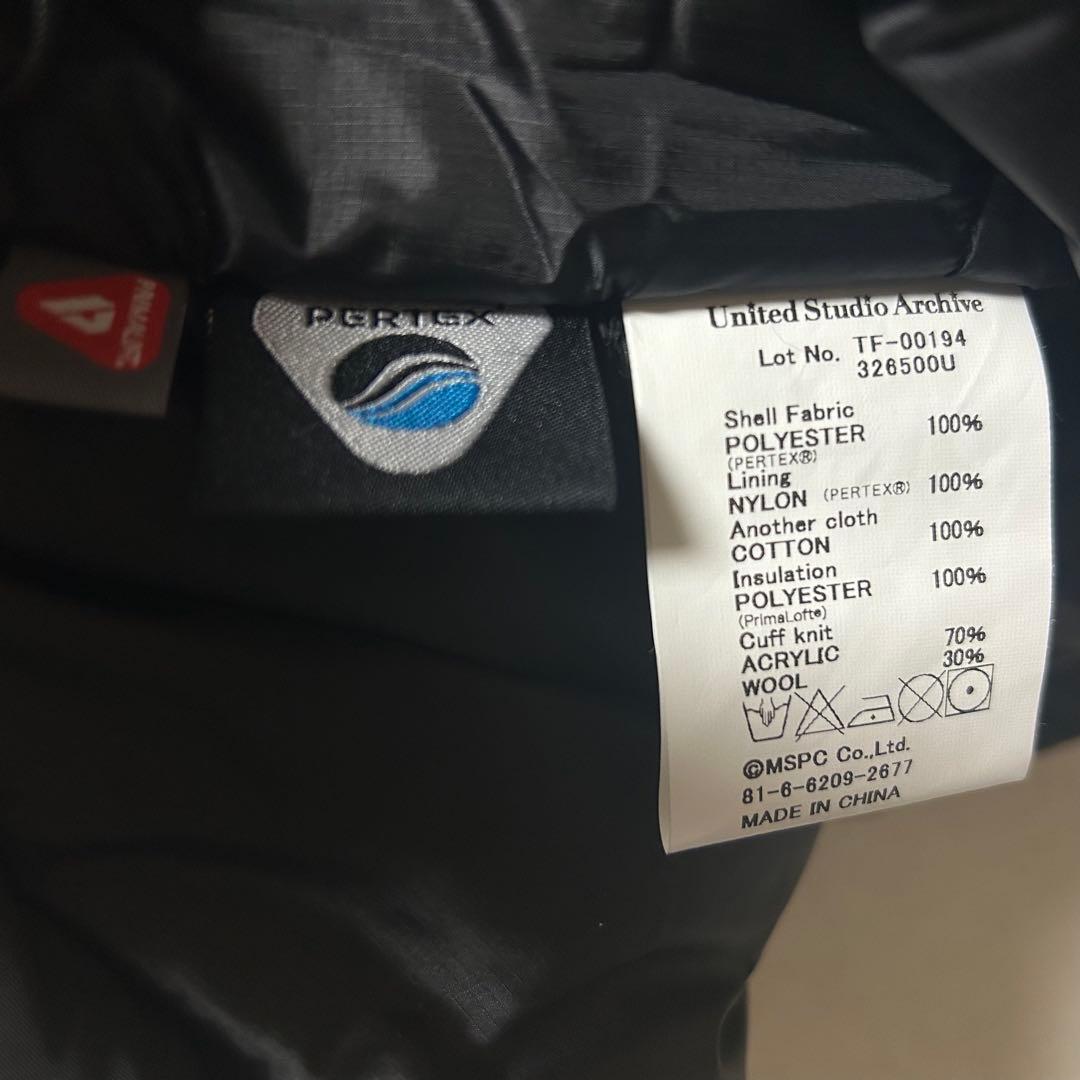 PRIMALOFT
PERTEX
United Studio Archive
Lot No. TF-00194
326500U
Shell Fabric
POLYESTER 100%
(PERTEX®)
Lining
NYLON (PERTEX®) 100%
Another cloth
COTTON 100%
Insulation
POLYESTER 100%
(PrimaLoft®)
Cuff knit
ACRYLIC 70%
WOOL 30%
©MSPC Co.,Ltd.
81-6-6209-2677
MADE IN CHINA